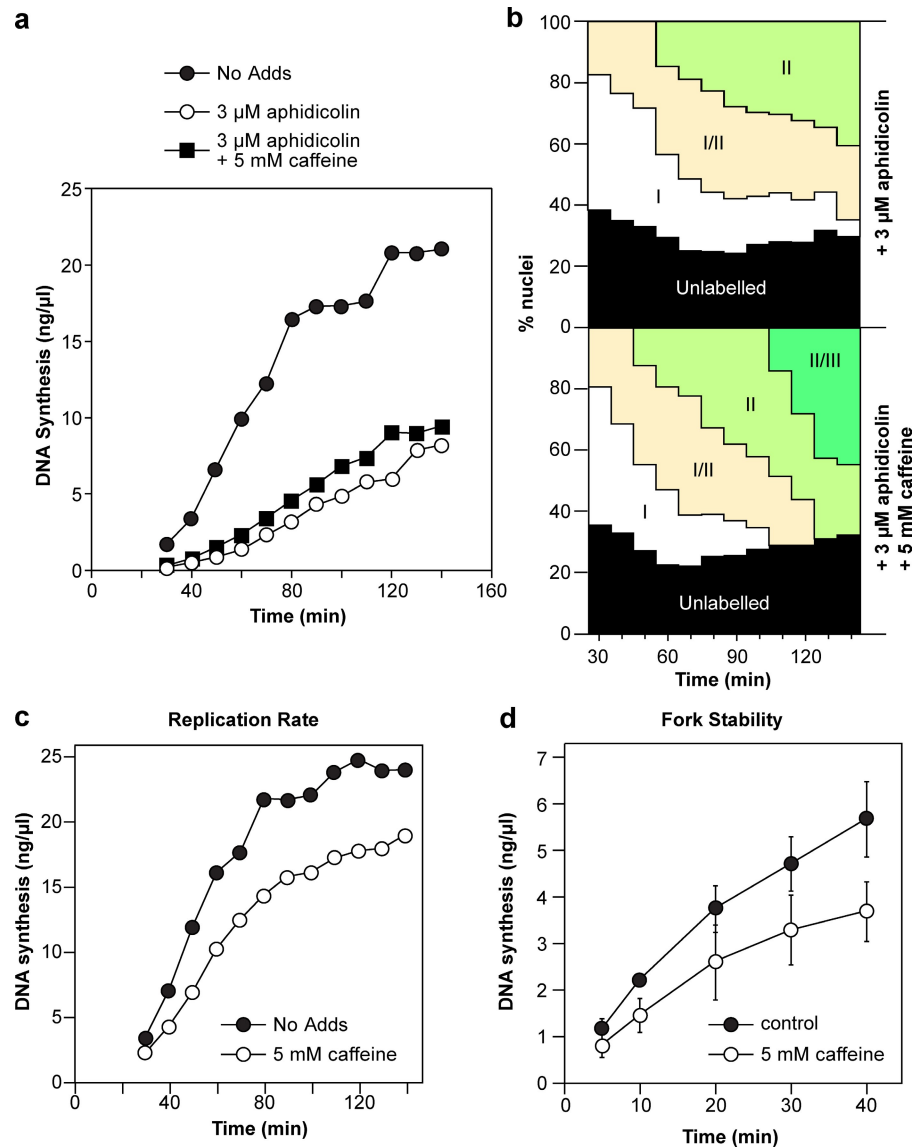 a
No Adds
3 µM aphidicolin
3 µM aphidicolin
+ 5 mM caffeine
25
20
15
10
5
0
DNA Synthesis (ng/µl)
0 40 80 120 160
Time (min)
b
100
80
60
40
20
0
80
60
40
20
0
% nuclei
II
I/II
I
Unlabelled
+ 3 µM aphidicolin
II/III
II
I/II
I
Unlabelled
+ 3 µM aphidicolin
+ 5 mM caffeine
30 60 90 120
Time (min)
c
Replication Rate
25
20
15
10
5
0
DNA synthesis (ng/µl)
No Adds
5 mM caffeine
0 40 80 120
Time (min)
d
Fork Stability
7
6
5
4
3
2
1
0
DNA synthesis (ng/µl)
control
5 mM caffeine
0 10 20 30 40
Time (min)